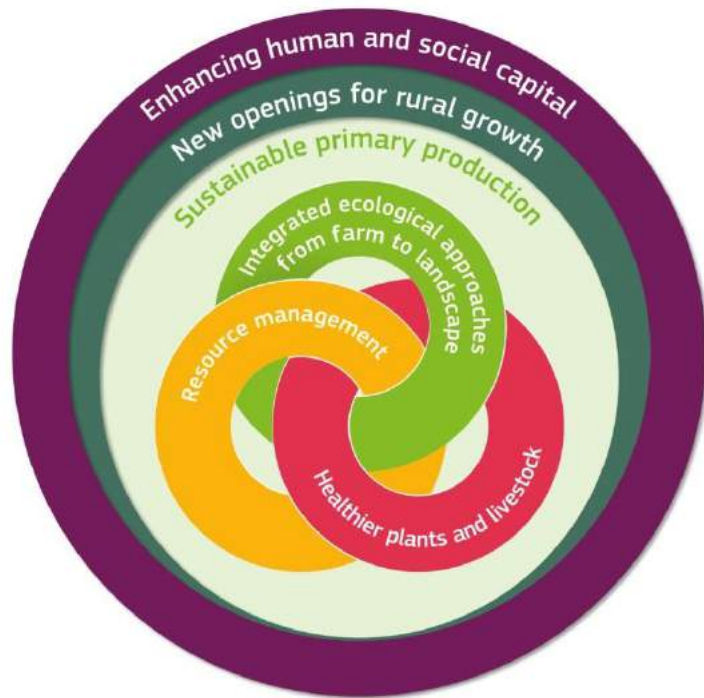 Enhancing human and social capital
New openings for rural growth
Sustainable primary production
Integrated ecological approaches
from farm to landscape
Resource management
Healthier plants and livestock